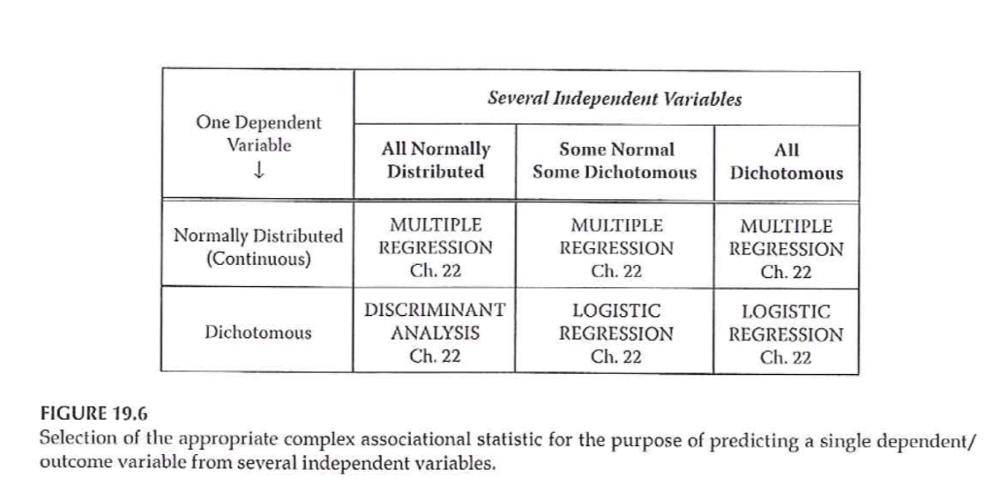 Several Independent Variables
One Dependent
Variable
↓
All Normally
Distributed
Some Normal
Some Dichotomous
All
Dichotomous
Normally Distributed
(Continuous)
MULTIPLE
REGRESSION
Ch. 22
MULTIPLE
REGRESSION
Ch. 22
MULTIPLE
REGRESSION
Ch. 22
Dichotomous
DISCRIMINANT
ANALYSIS
Ch. 22
LOGISTIC
REGRESSION
Ch. 22
LOGISTIC
REGRESSION
Ch. 22
FIGURE 19.6
Selection of the appropriate complex associational statistic for the purpose of predicting a single dependent/
outcome variable from several independent variables.